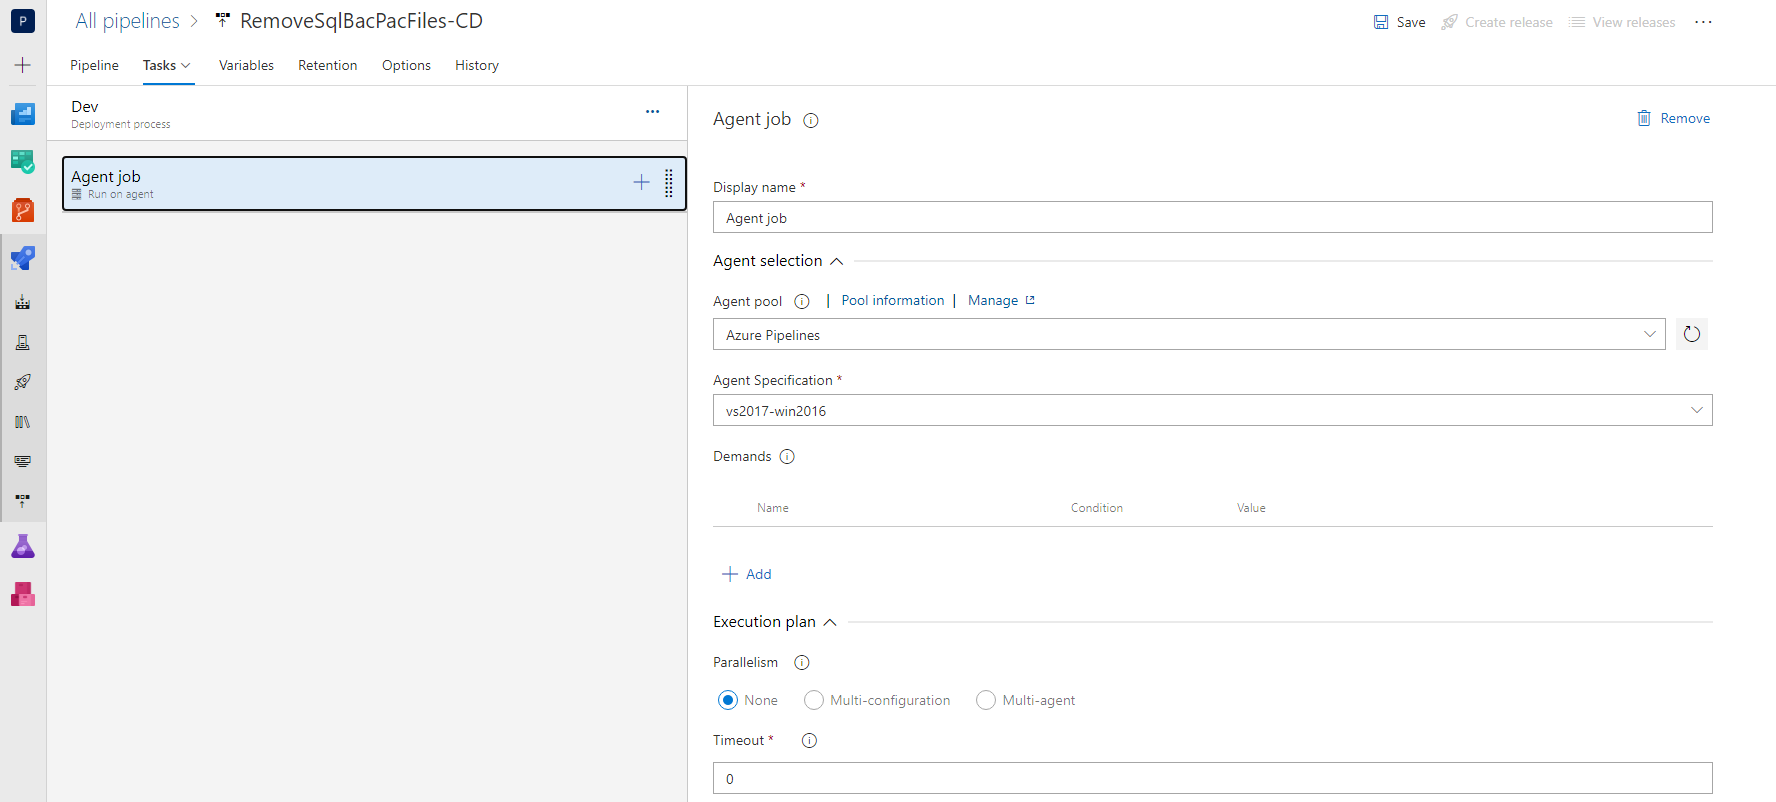 P
All pipelines > RemoveSqlBacPacFiles-CD
Save Create release View releases ...
Pipeline Tasks Variables Retention Options History
Dev
Deployment process
Agent job
Run on agent
Agent job
Remove
Display name *
Agent job
Agent selection
Agent pool | Pool information | Manage
Azure Pipelines
Agent Specification *
vs2017-win2016
Demands
Name Condition Value
+ Add
Execution plan
Parallelism
None Multi-configuration Multi-agent
Timeout *
0